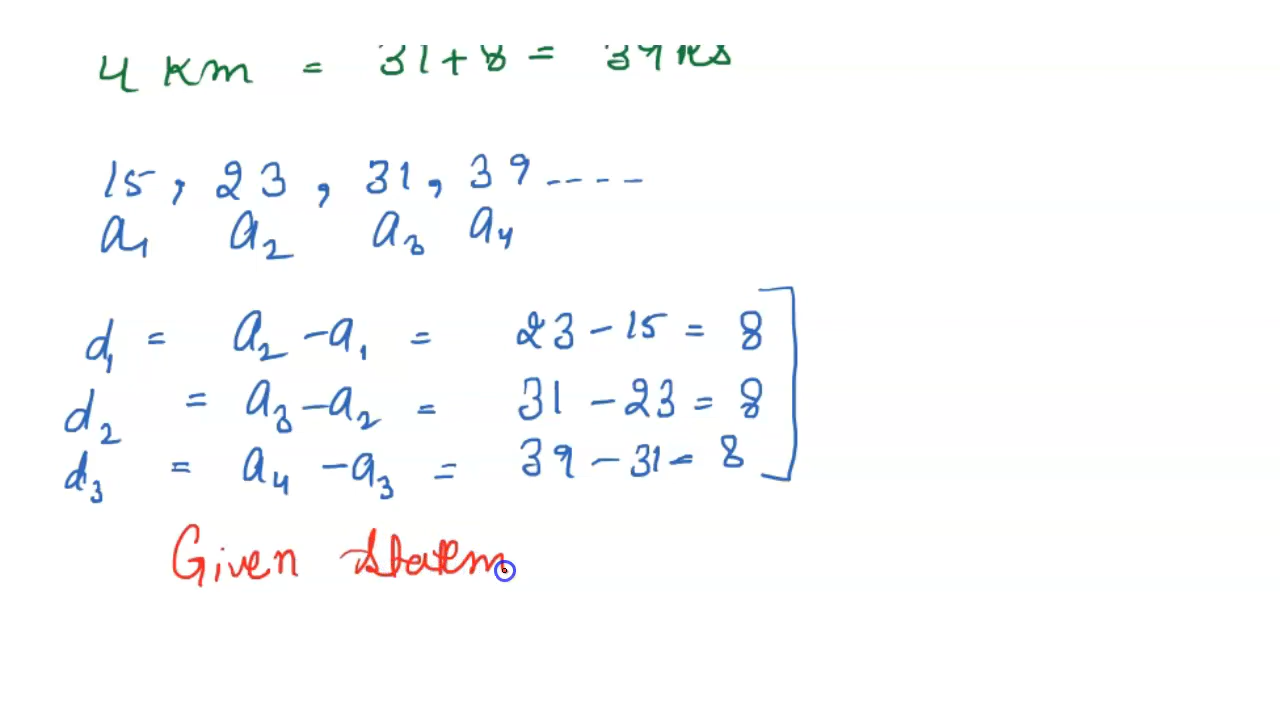 4 Km = 31 + 8 = 39 Rs
15, 23, 31, 39 ----
a1 a2 a3 a4
d1 = a2 - a1 = 23 - 15 = 8
d2 = a3 - a2 = 31 - 23 = 8
d3 = a4 - a3 = 39 - 31 = 8
Given Statem